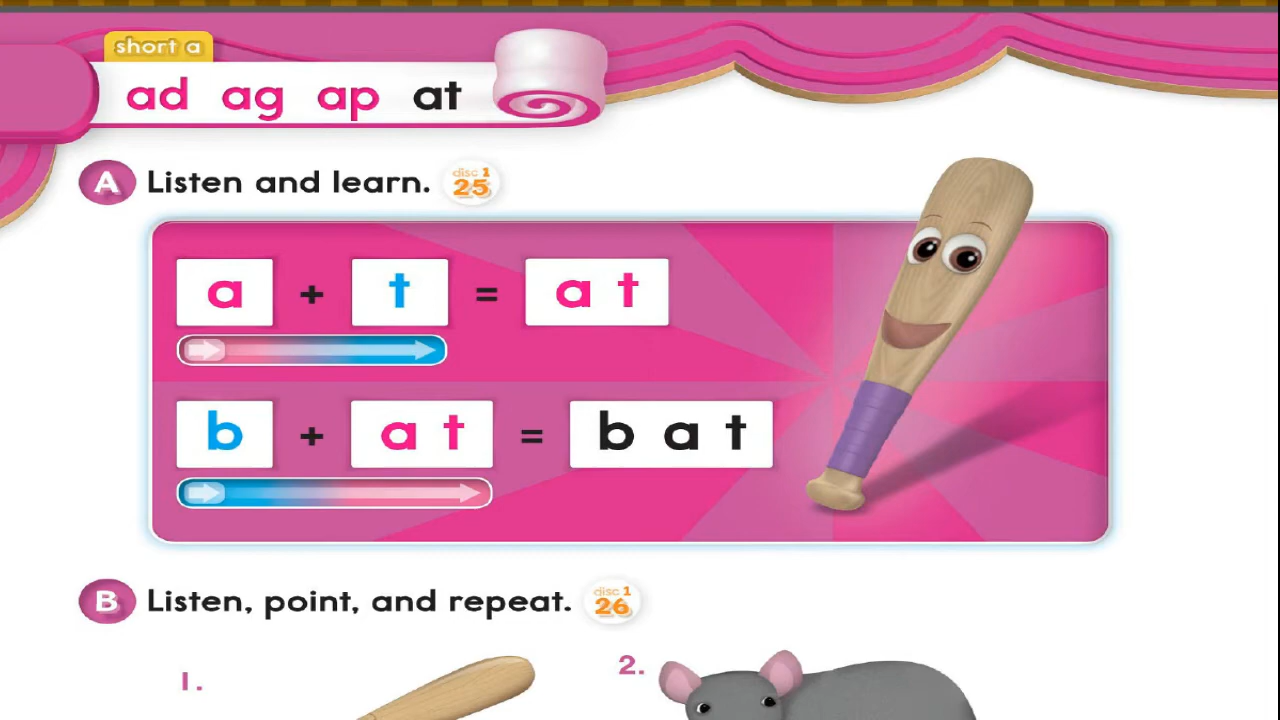 short a
ad ag ap at
A Listen and learn. disc 1 25
a + t = a t
b + a t = b a t
B Listen, point, and repeat. disc 1 26
1. 2.